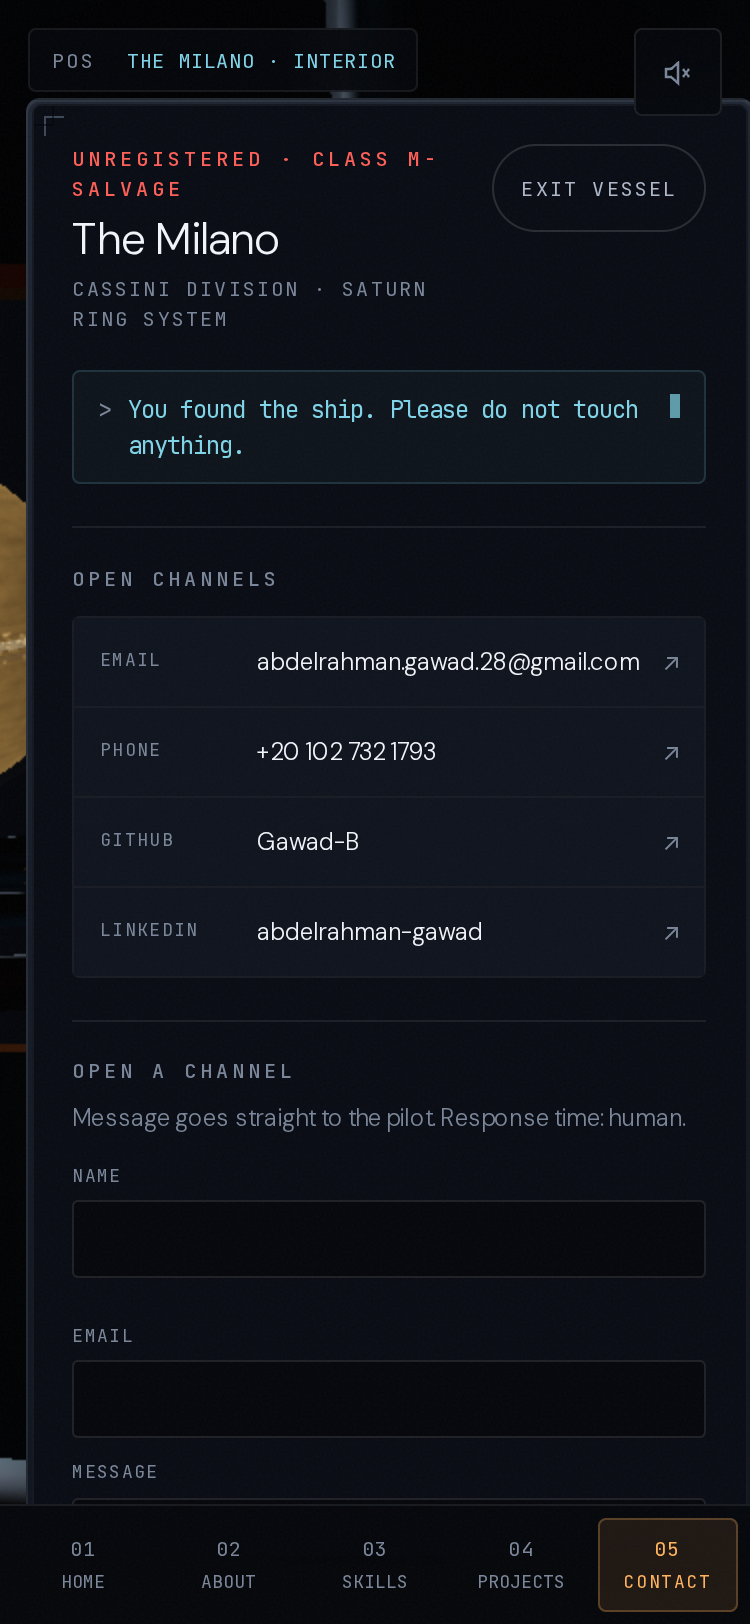 POS THE MILANO · INTERIOR
UNREGISTERED · CLASS M-
SALVAGE
EXIT VESSEL
The Milano
CASSINI DIVISION · SATURN
RING SYSTEM
> You found the ship. Please do not touch
anything.
OPEN CHANNELS
EMAIL abdelrahman.gawad.28@gmail.com
PHONE +20 102 732 1793
GITHUB Gawad-B
LINKEDIN abdelrahman-gawad
OPEN A CHANNEL
Message goes straight to the pilot. Response time: human.
NAME
EMAIL
MESSAGE
01 02 03 04 05
HOME ABOUT SKILLS PROJECTS CONTACT